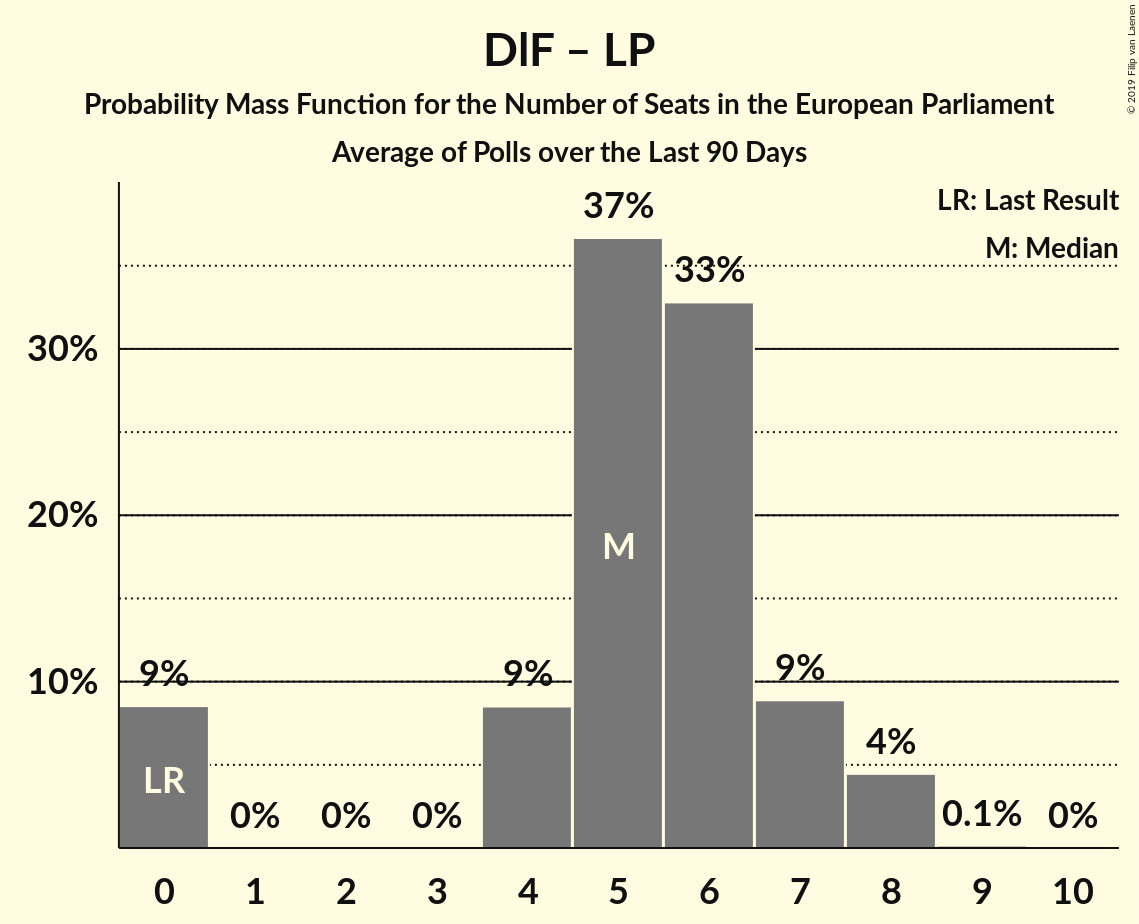 DlF – LP
Probability Mass Function for the Number of Seats in the European Parliament
Average of Polls over the Last 90 Days
© 2019 Filip van Laenen
LR: Last Result
M: Median
37%
33%
30%
20%
M
9%
9%
9%
10%
4%
LR
0%
0%
0%
0.1%
0%
0 1 2 3 4 5 6 7 8 9 10